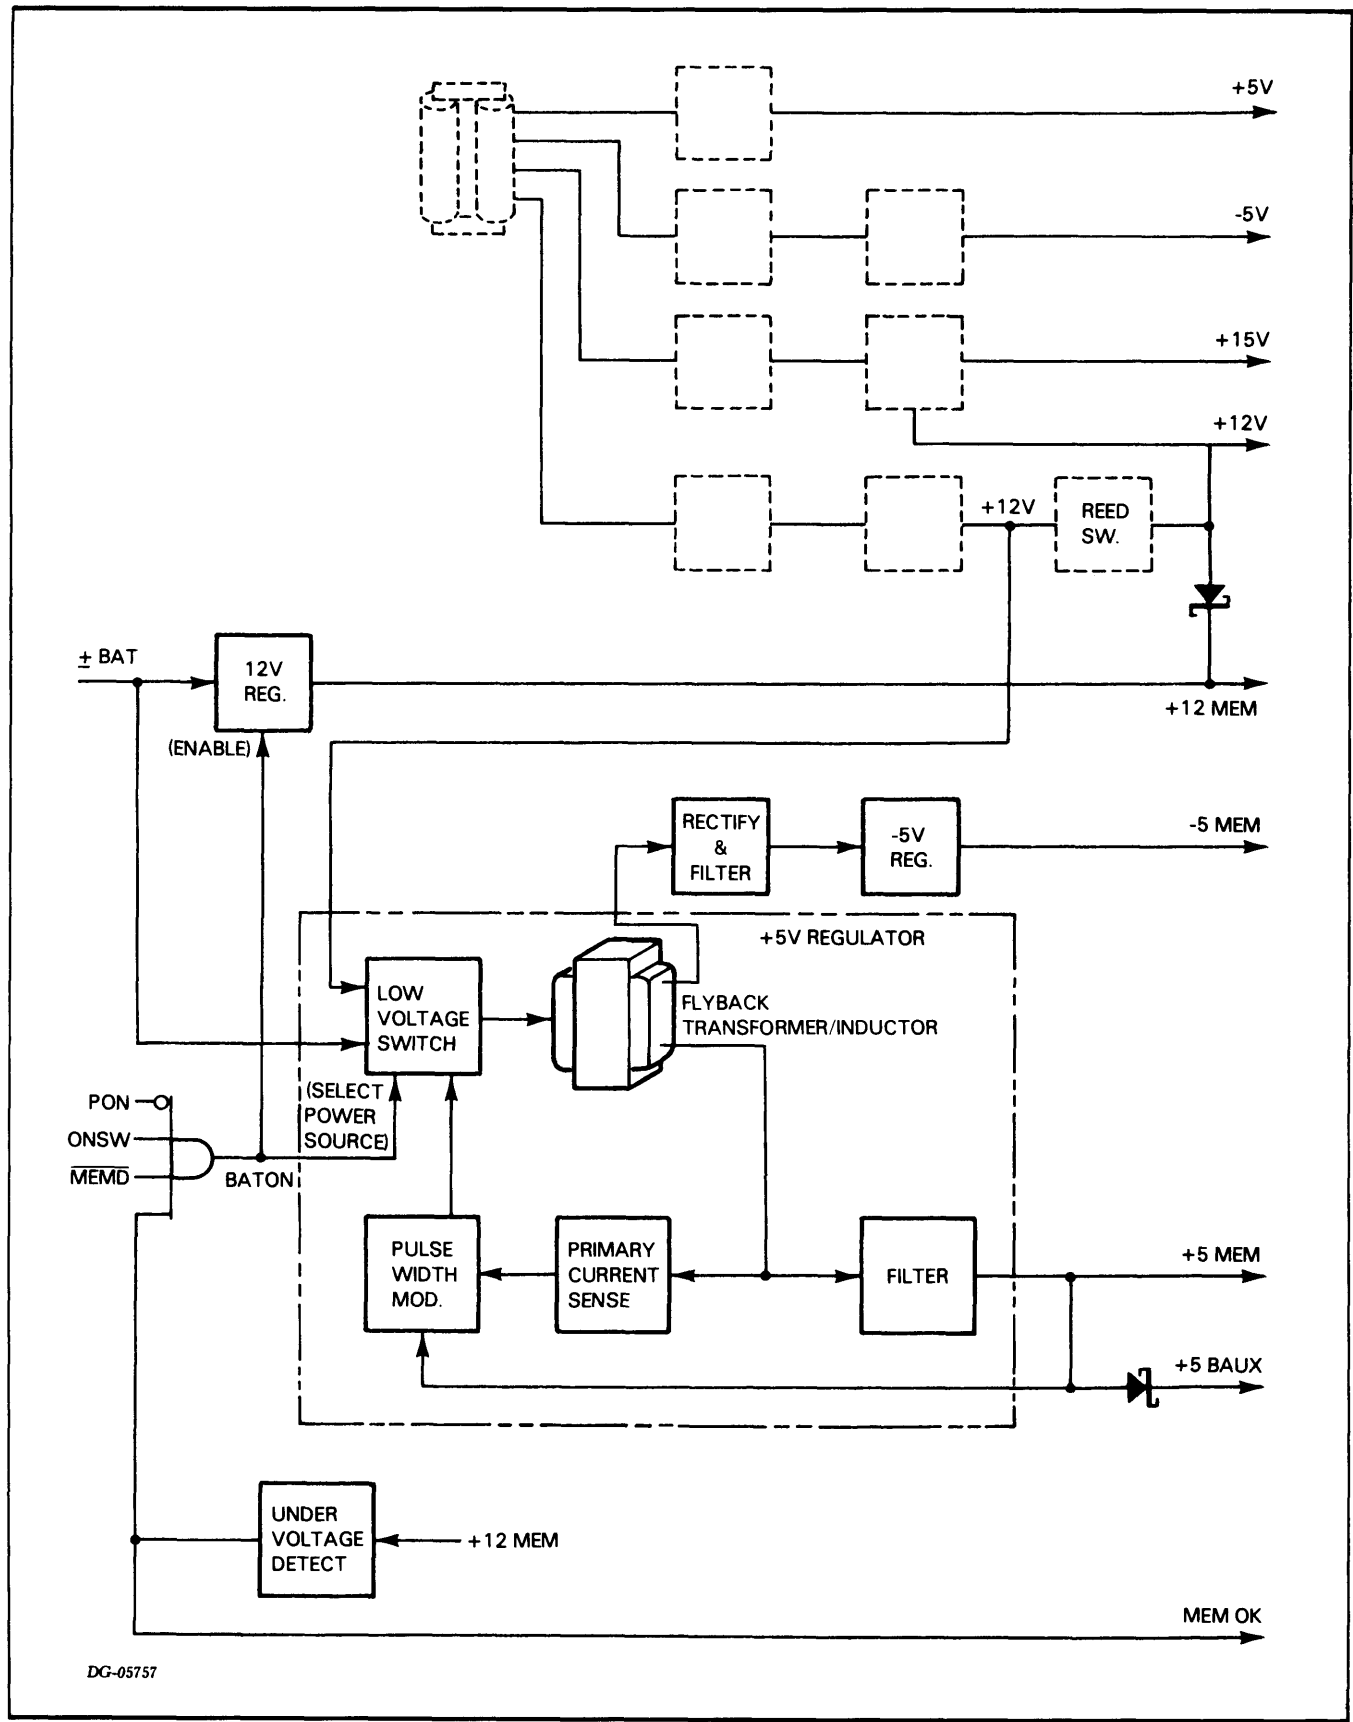 +5V
-5V
+15V
+12V
+12V
REED
SW.
± BAT
12V
REG.
+12 MEM
(ENABLE)
RECTIFY
&
FILTER
-5V
REG.
-5 MEM
+5V REGULATOR
LOW
VOLTAGE
SWITCH
FLYBACK
TRANSFORMER/INDUCTOR
(SELECT
POWER
SOURCE)
PON
ONSW
M̅E̅M̅D̅
BATON
PULSE
WIDTH
MOD.
PRIMARY
CURRENT
SENSE
FILTER
+5 MEM
+5 BAUX
UNDER
VOLTAGE
DETECT
+12 MEM
MEM OK
DG-05757